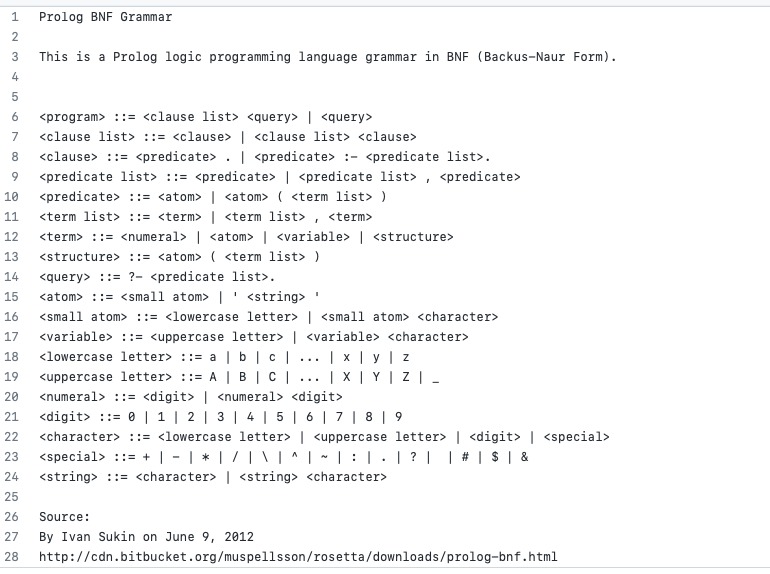 1 Prolog BNF Grammar
2
3 This is a Prolog logic programming language grammar in BNF (Backus-Naur Form).
4
5
6 <program> ::= <clause list> <query> | <query>
7 <clause list> ::= <clause> | <clause list> <clause>
8 <clause> ::= <predicate> . | <predicate> :- <predicate list>.
9 <predicate list> ::= <predicate> | <predicate list> , <predicate>
10 <predicate> ::= <atom> | <atom> ( <term list> )
11 <term list> ::= <term> | <term list> , <term>
12 <term> ::= <numeral> | <atom> | <variable> | <structure>
13 <structure> ::= <atom> ( <term list> )
14 <query> ::= ?- <predicate list>.
15 <atom> ::= <small atom> | ' <string> '
16 <small atom> ::= <lowercase letter> | <small atom> <character>
17 <variable> ::= <uppercase letter> | <variable> <character>
18 <lowercase letter> ::= a | b | c | ... | x | y | z
19 <uppercase letter> ::= A | B | C | ... | X | Y | Z | _
20 <numeral> ::= <digit> | <numeral> <digit>
21 <digit> ::= 0 | 1 | 2 | 3 | 4 | 5 | 6 | 7 | 8 | 9
22 <character> ::= <lowercase letter> | <uppercase letter> | <digit> | <special>
23 <special> ::= + | - | * | / | \ | ^ | ~ | : | . | ? |  | # | $ | &
24 <string> ::= <character> | <string> <character>
25
26 Source:
27 By Ivan Sukin on June 9, 2012
28 http://cdn.bitbucket.org/muspellsson/rosetta/downloads/prolog-bnf.html